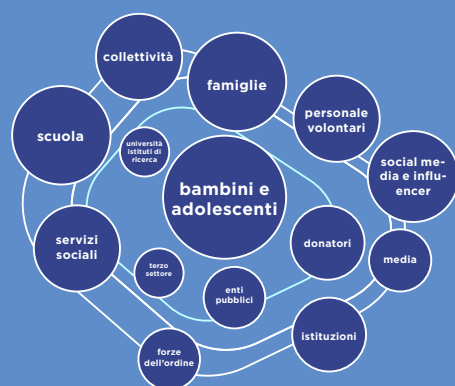 collettività
famiglie
scuola
personale
volontari
università
istituti di
ricerca
social me-
dia e influ-
encer
bambini e
adolescenti
servizi
sociali
donatori
media
terzo
settore
enti
pubblici
istituzioni
forze
dell'ordine